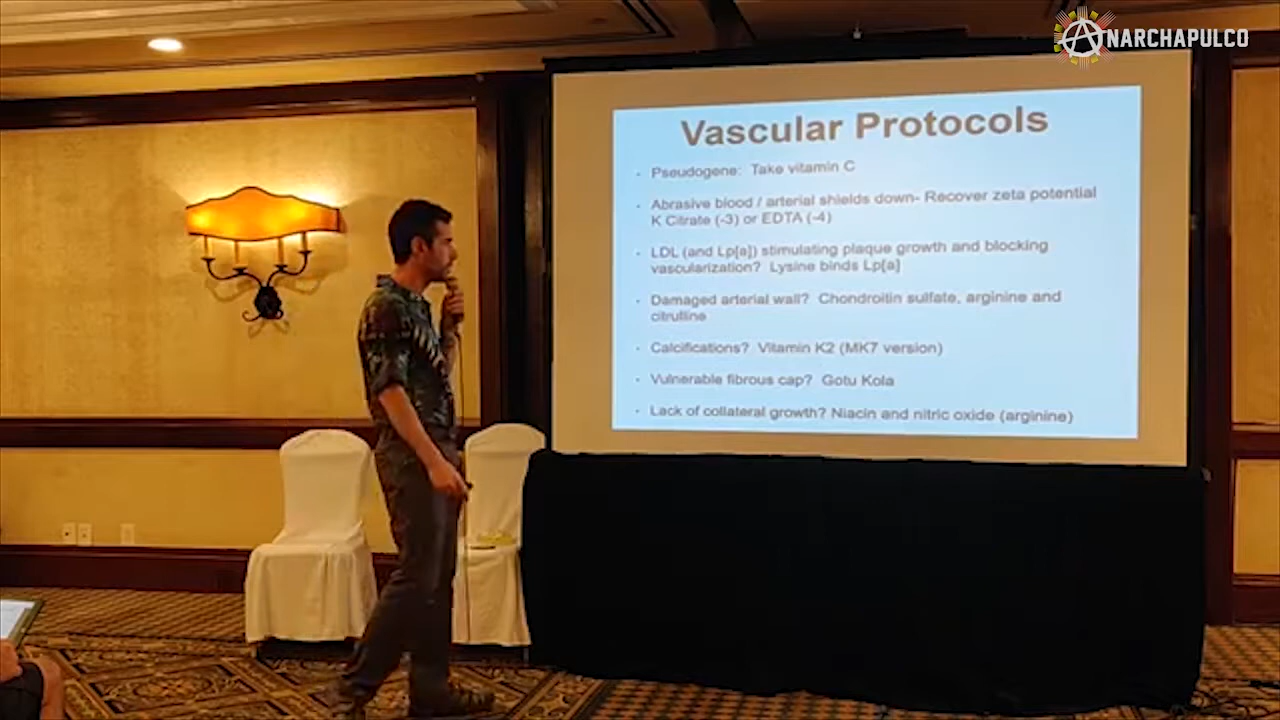 ANARCHAPULCO
Vascular Protocols
Pseudogene: Take vitamin C
Abrasive blood / arterial shields down- Recover zeta potential
K Citrate (-3) or EDTA (-4)
LDL (and Lp[a]) stimulating plaque growth and blocking
vascularization? Lysine binds Lp[a]
Damaged arterial wall? Chondroitin sulfate, arginine and
citrulline
Calcifications? Vitamin K2 (MK7 version)
Vulnerable fibrous cap? Gotu Kola
Lack of collateral growth? Niacin and nitric oxide (arginine)